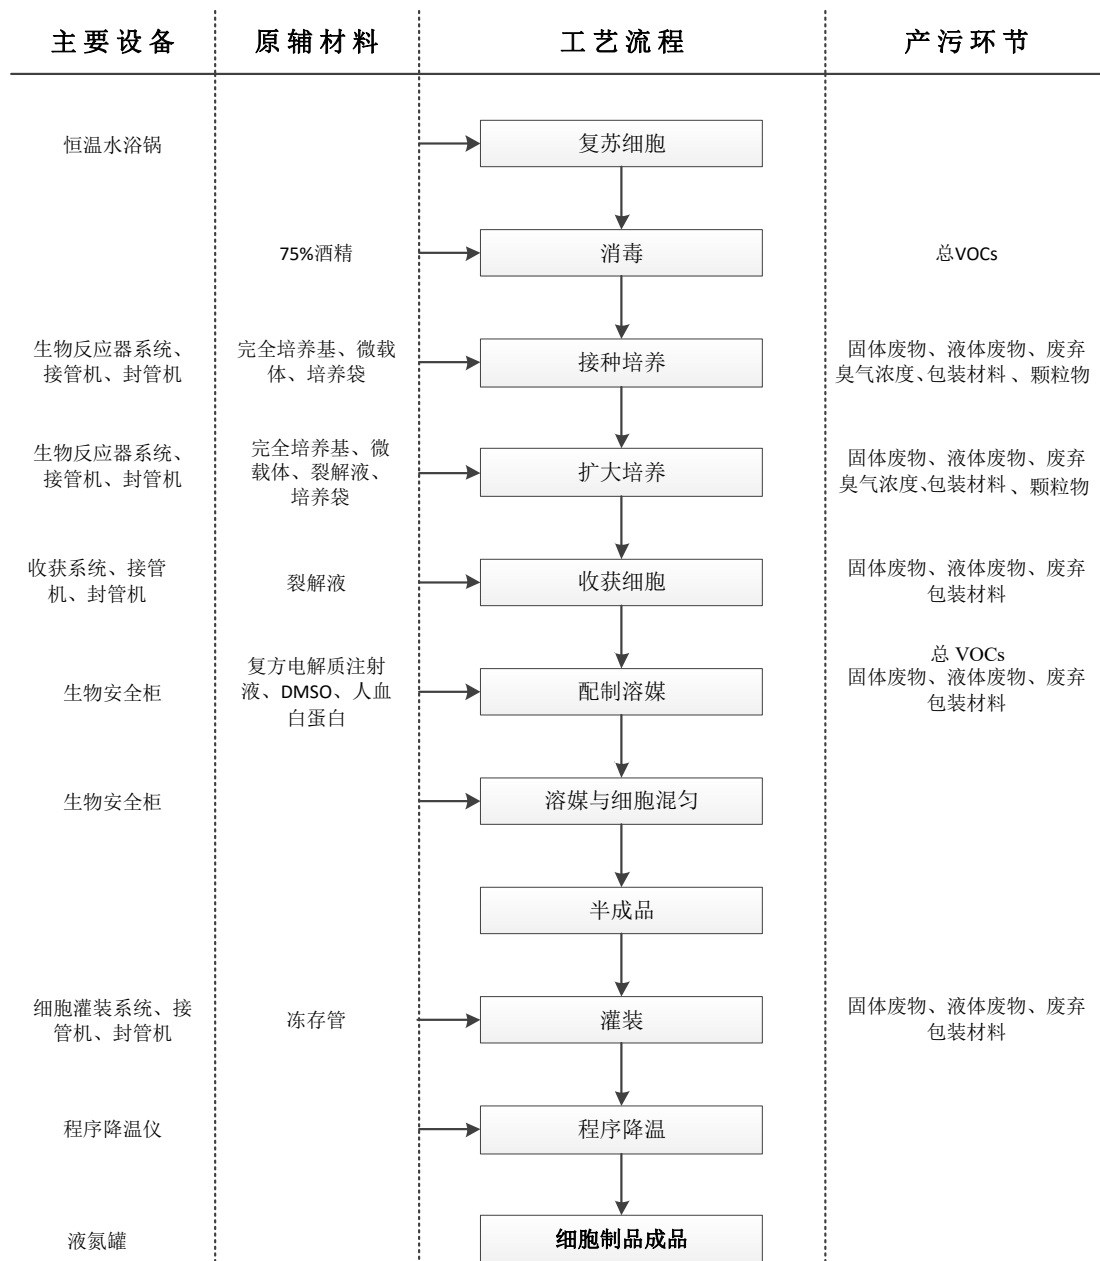 主要设备
原辅材料
工艺流程
产污环节
恒温水浴锅
复苏细胞
75%酒精
消毒
总VOCs
生物反应器系统、
接管机、封管机
完全培养基、微载
体、培养袋
接种培养
固体废物、液体废物、废弃
臭气浓度、包装材料、颗粒物
生物反应器系统、
接管机、封管机
完全培养基、微
载体、裂解液、
培养袋
扩大培养
固体废物、液体废物、废弃
臭气浓度、包装材料、颗粒物
收获系统、接管
机、封管机
裂解液
收获细胞
固体废物、液体废物、废弃
包装材料
生物安全柜
复方电解质注射
液、DMSO、人血
白蛋白
配制溶媒
总 VOCs
固体废物、液体废物、废弃
包装材料
生物安全柜
溶媒与细胞混匀
半成品
细胞灌装系统、接
管机、封管机
冻存管
灌装
固体废物、液体废物、废弃
包装材料
程序降温仪
程序降温
液氮罐
细胞制品成品